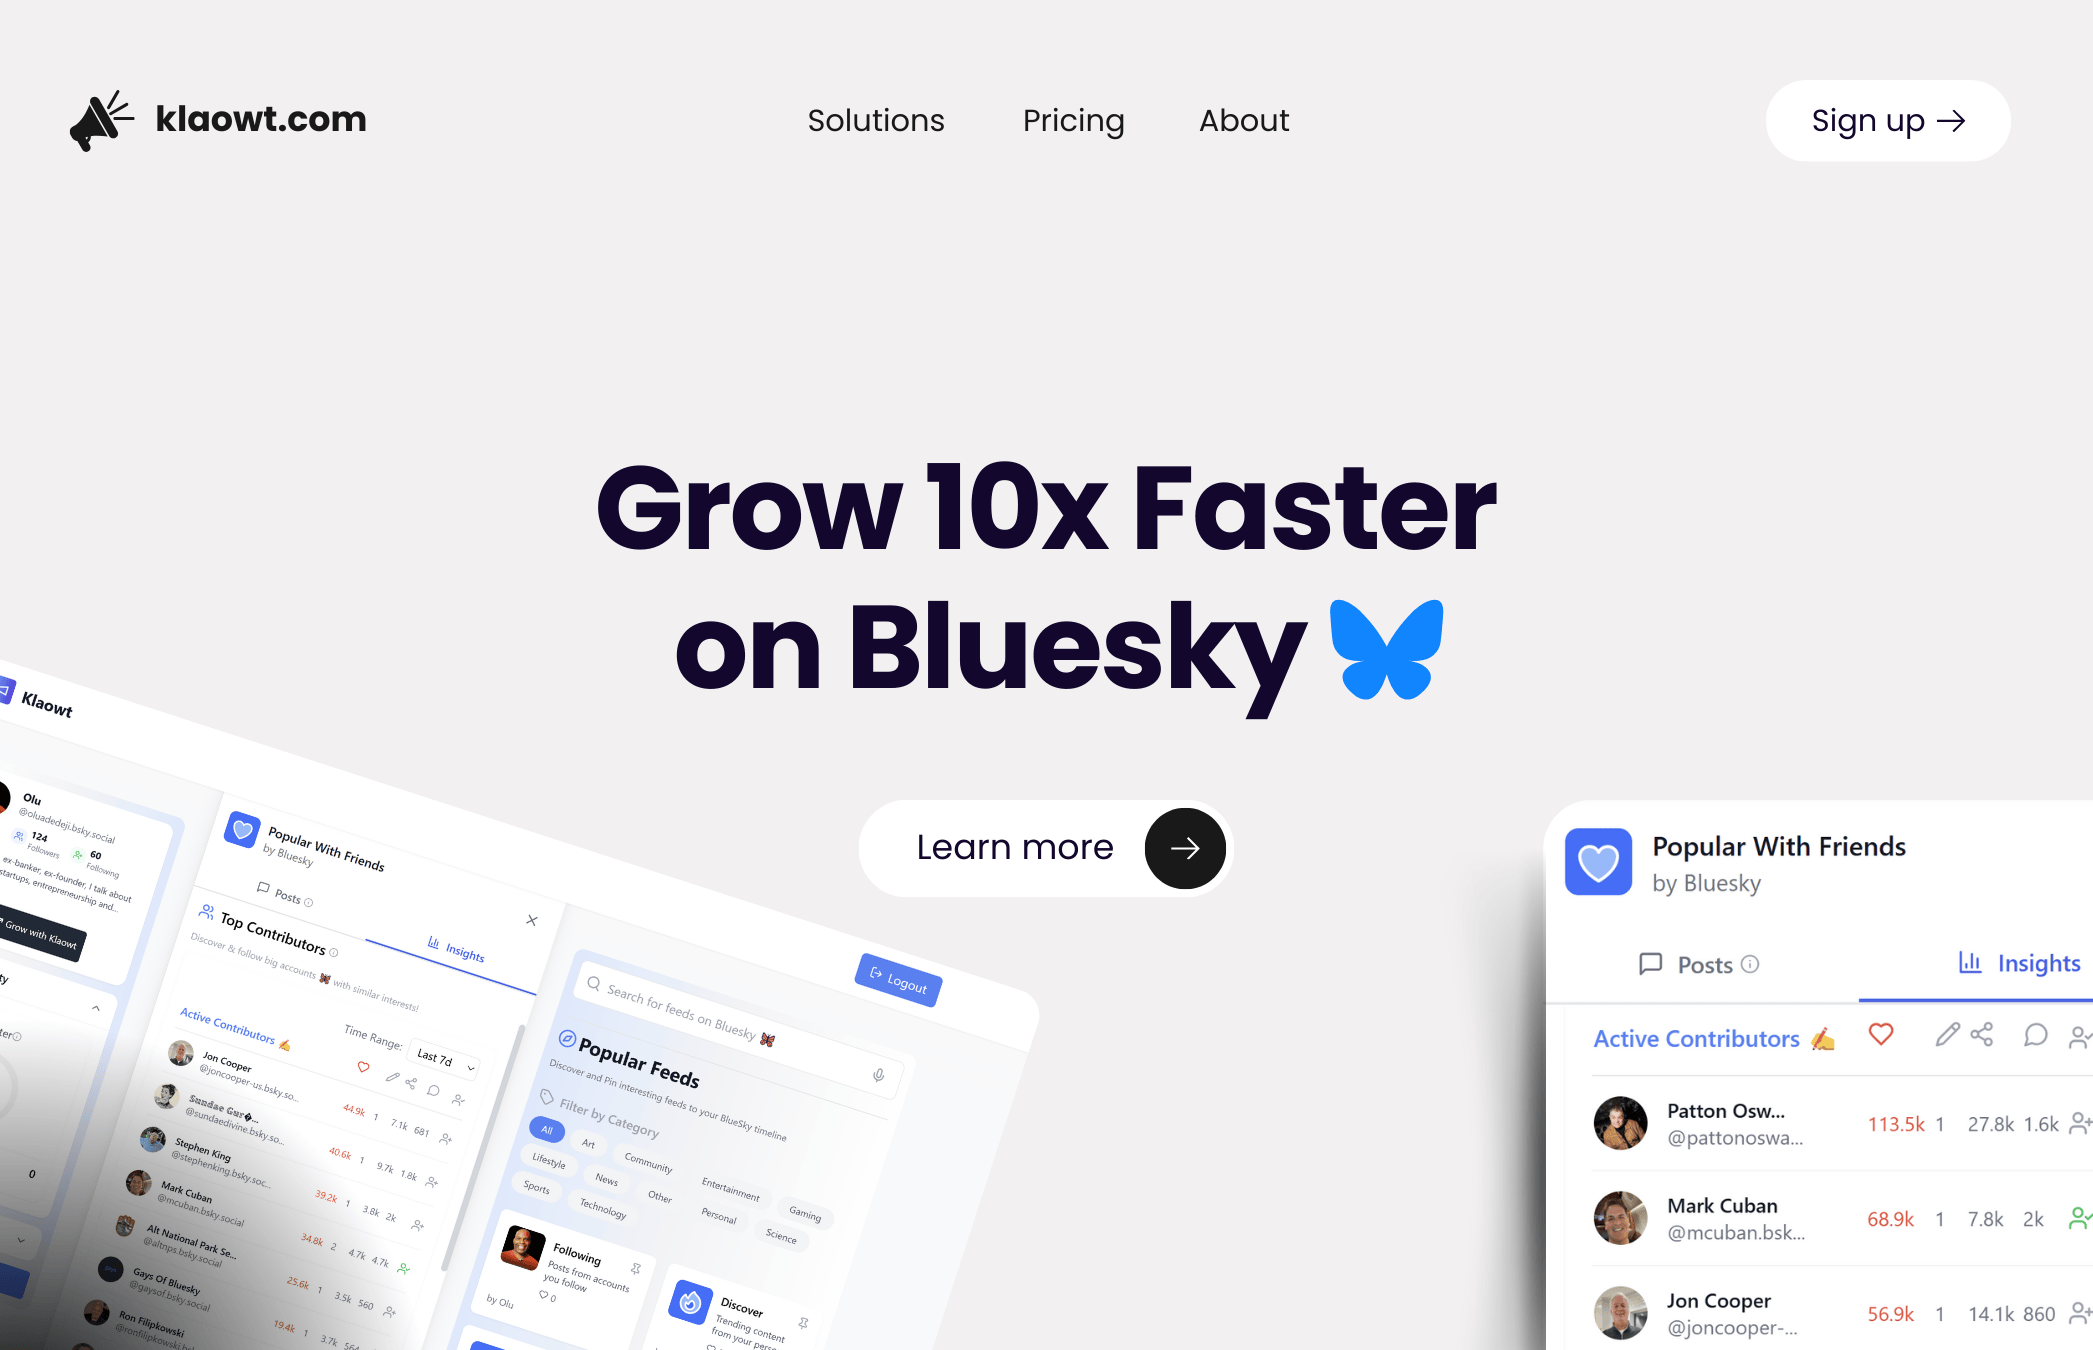 klaowt.com
Solutions
Pricing
About
Sign up
Grow 10x Faster
on Bluesky
Learn more
Klaowt
Olu
@oluadedeji.bsky.social
124
Followers
60
Following
ex-banker, ex-founder, I talk about
startups, entrepreneurship and...
Grow with Klaowt
0
Popular With Friends
by Bluesky
Posts
Insights
Top Contributors
Discover & follow big accounts 🦋 with similar interests!
Active Contributors ✍️
Time Range:
Last 7d
Jon Cooper
@joncooper-us.bsky.so...
44.9k 1 7.1k 681
@sundaedivine.bsky.so...
40.6k 1 9.7k 1.8k
Stephen King
@stephenking.bsky.soc...
39.2k 1 3.8k 2k
Mark Cuban
@mcuban.bsky.social
34.8k 2 4.7k 4.7k
Alt National Park Se...
@altnps.bsky.social
25.6k 1 3.5k 560
Gays Of Bluesky
@gaysof.bsky.social
19.4k 1 3.7k 564
Ron Filipkowski
Logout
Search for feeds on Bluesky 🦋
Popular Feeds
Discover and Pin interesting feeds to your BlueSky timeline
Filter by Category
All
Art
Community
Entertainment
Gaming
Lifestyle
News
Other
Personal
Science
Sports
Technology
Following
Posts from accounts
you follow
0
by Olu
Discover
Trending content
from your perso
Popular With Friends
by Bluesky
Posts
Insights
Active Contributors ✍️
Patton Osw...
@pattonoswa...
113.5k 1 27.8k 1.6k
Mark Cuban
@mcuban.bsk...
68.9k 1 7.8k 2k
Jon Cooper
@joncooper-...
56.9k 1 14.1k 860